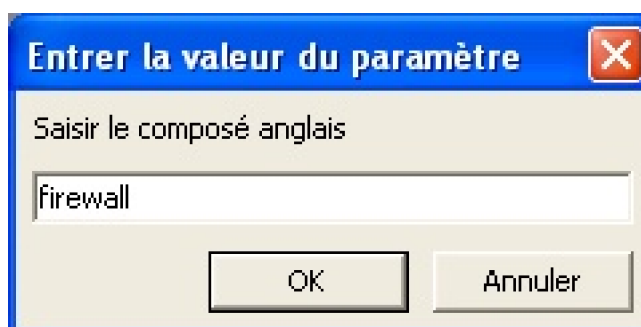 Entrer la valeur du paramètre
Saisir le composé anglais
firewall
OK Annuler